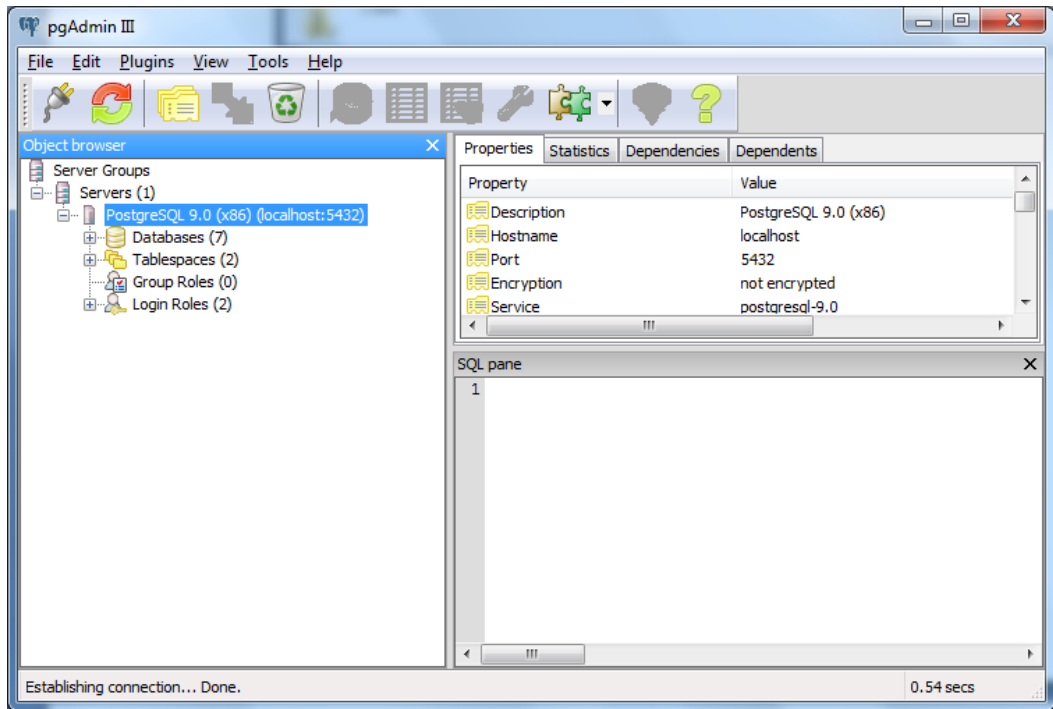 pgAdmin III
File Edit Plugins View Tools Help
Object browser
Server Groups
Servers (1)
PostgreSQL 9.0 (x86) (localhost:5432)
Databases (7)
Tablespaces (2)
Group Roles (0)
Login Roles (2)
Properties Statistics Dependencies Dependents
Property Value
Description PostgreSQL 9.0 (x86)
Hostname localhost
Port 5432
Encryption not encrypted
Service postgresql-9.0
SQL pane
1
Establishing connection... Done. 0.54 secs